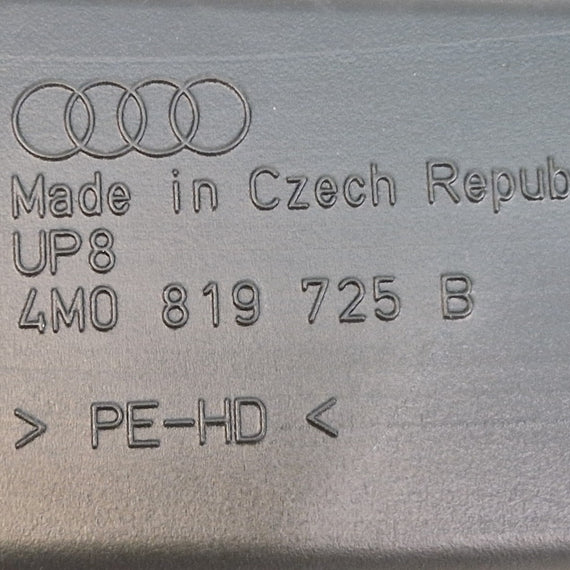 Made in Czech Repub
UP8
4M0 819 725 B
> PE-HD <